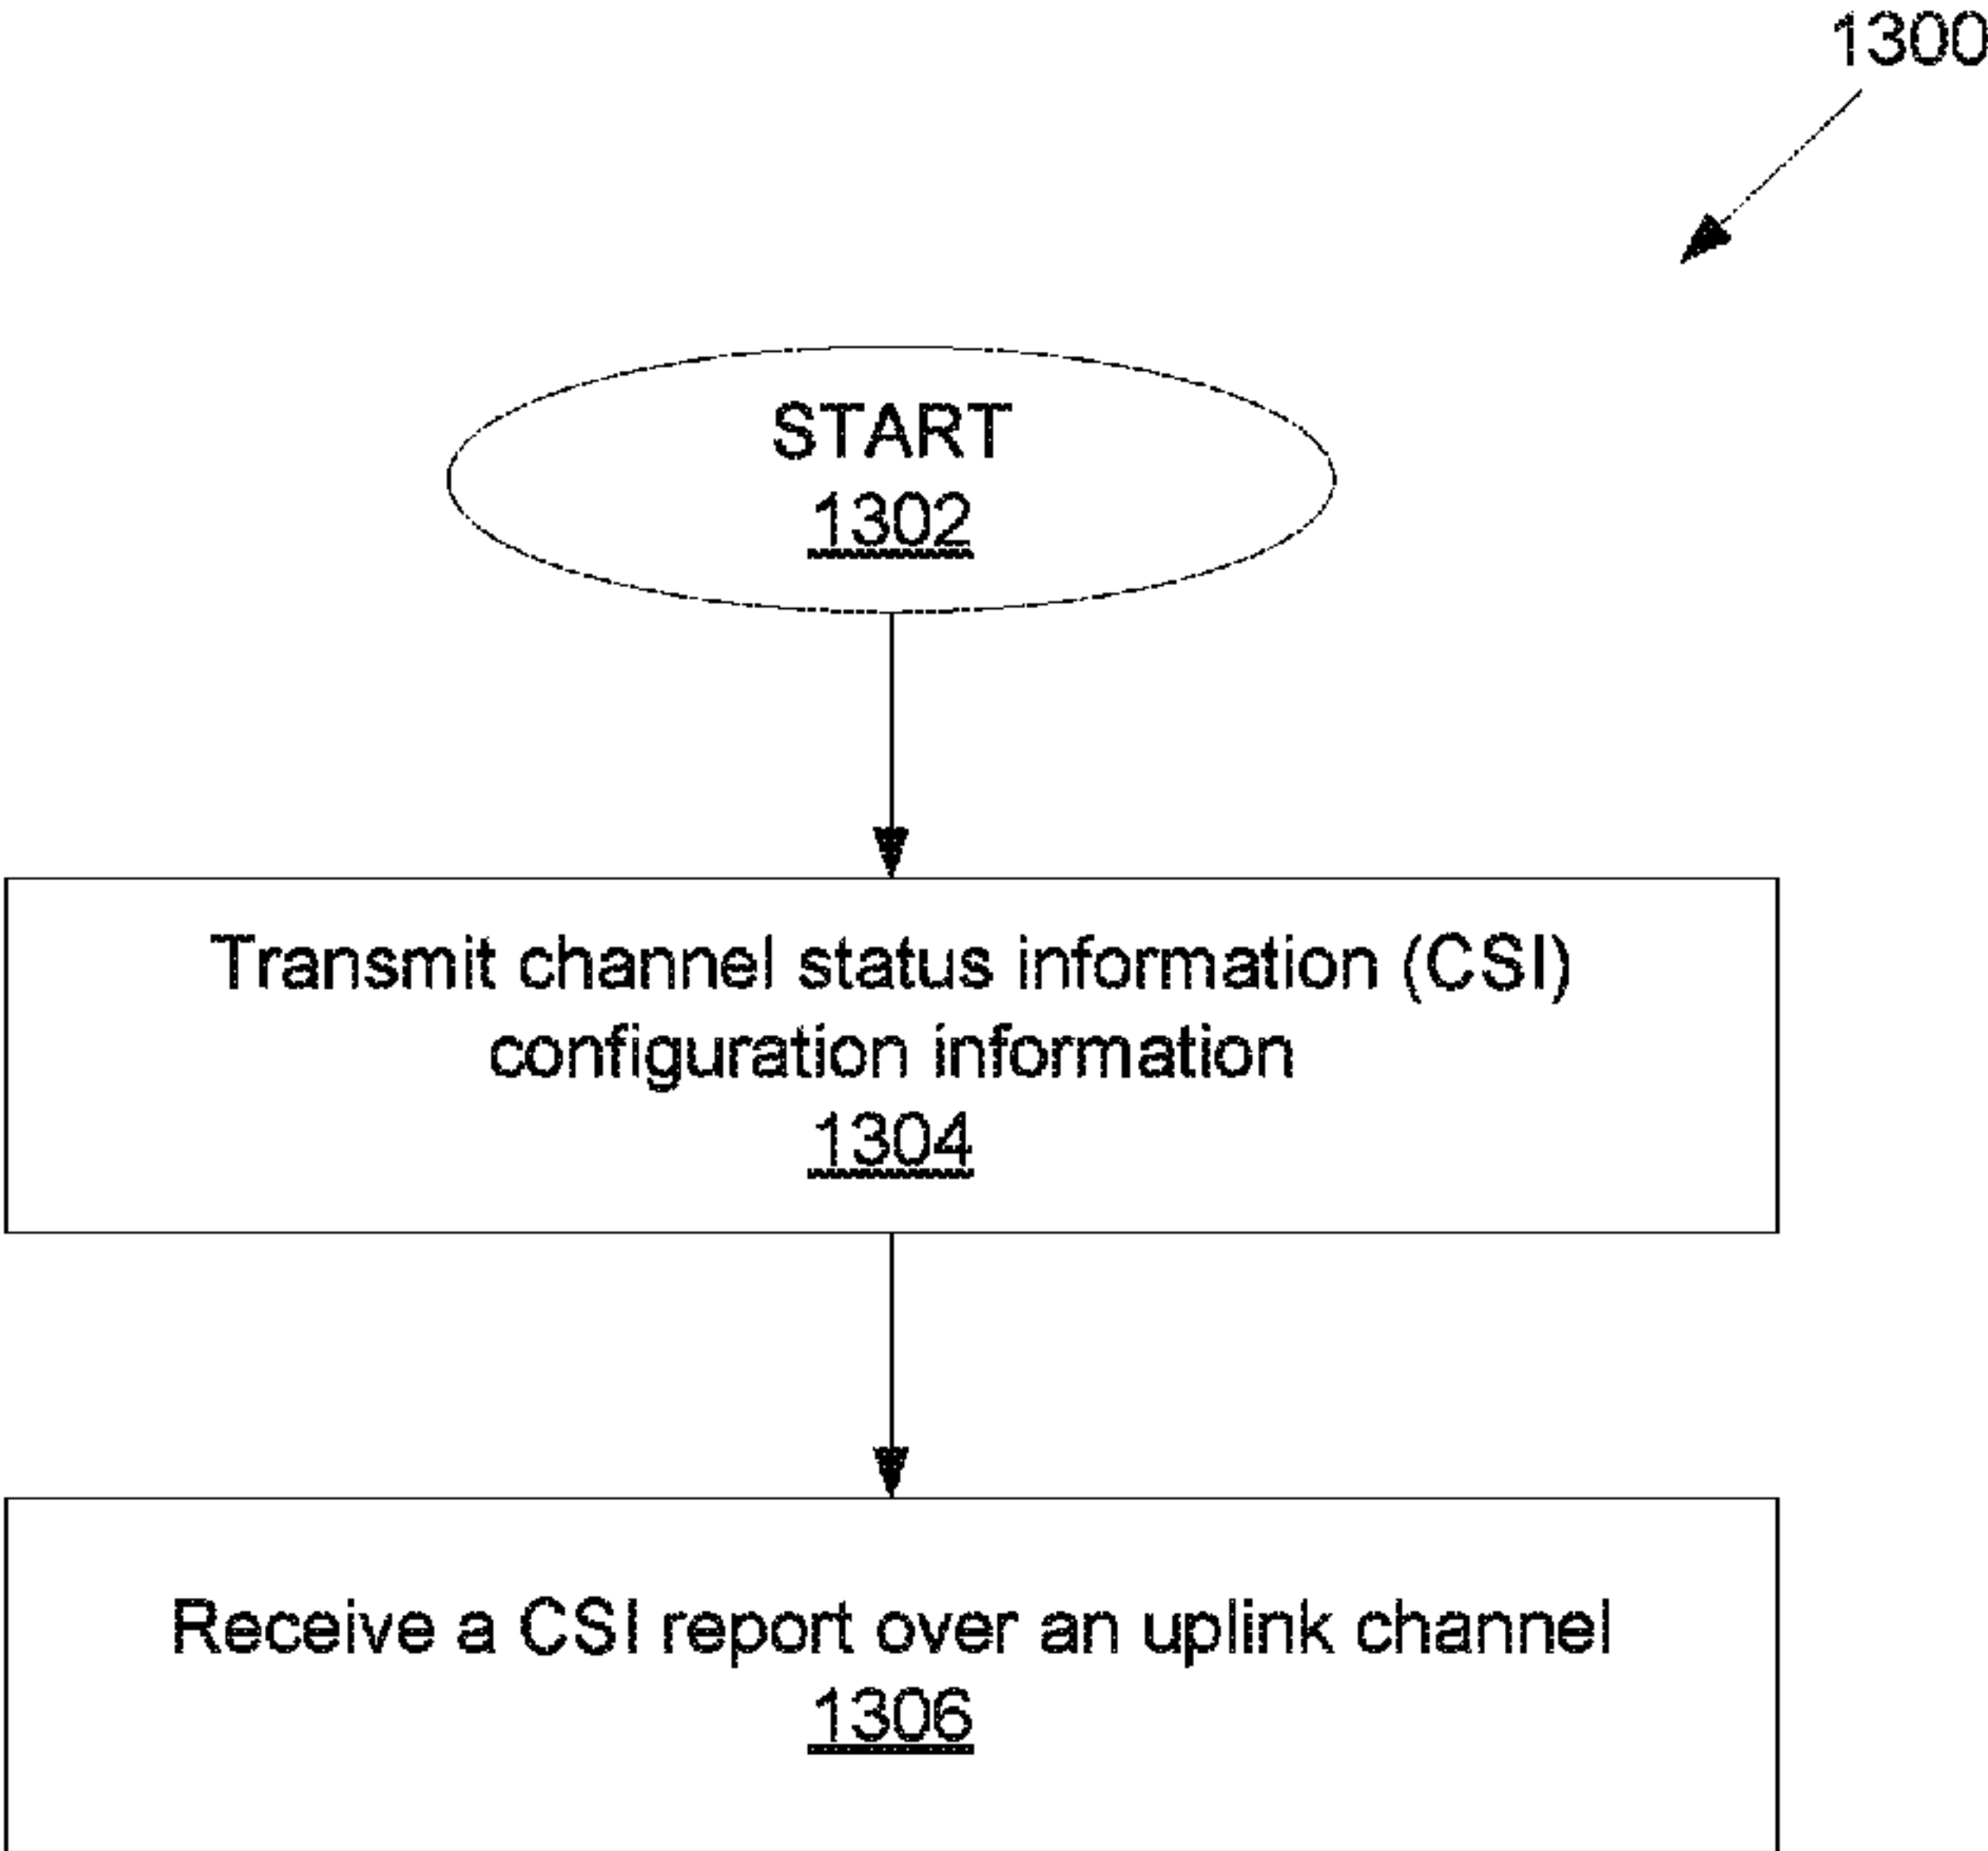 1300
START
1302
Transmit channel status information (CSI)
configuration information
1304
Receive a CSI report over an uplink channel
1306